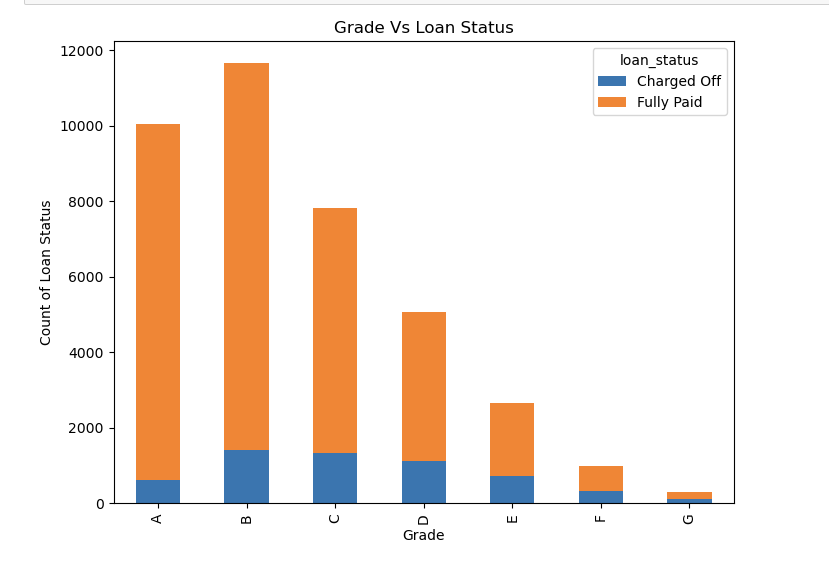 Grade Vs Loan Status
12000
10000
8000
6000
4000
2000
0
Count of Loan Status
loan_status
Charged Off
Fully Paid
A
B
C
D
E
F
G
Grade